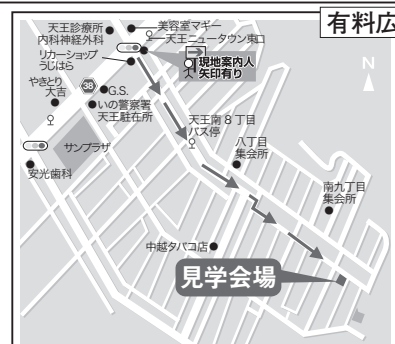 有料広
天王診療所
内科神経外科
美容室マギー
天王ニュータウン東口
リカーショップ
うじはら
現地案内人
矢印有り
N
やきとり
大吉
38
G.S.
いの警察署
天王駐在所
天王南8丁目
バス停
八丁目
集会所
サンプラザ
安光歯科
南九丁目
集会所
中越タバコ店
見学会場